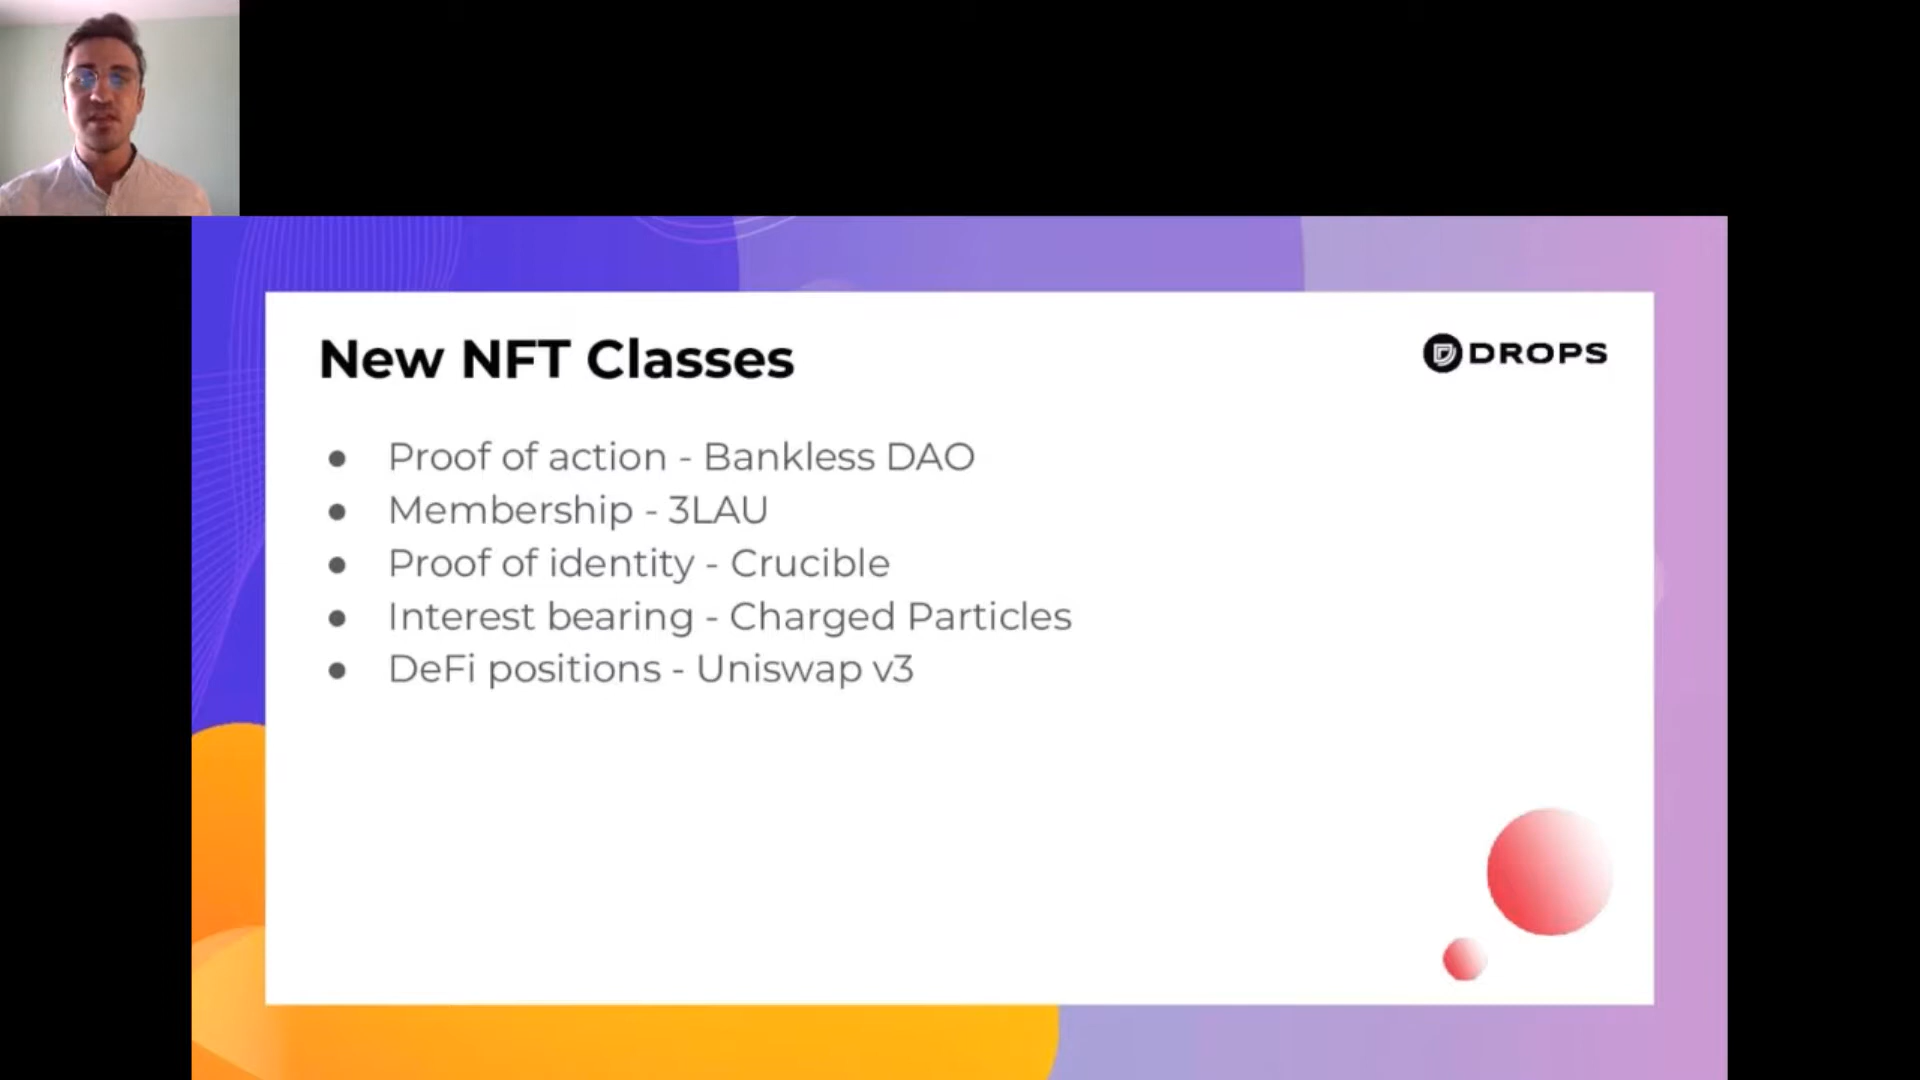 New NFT Classes
DROPS
● Proof of action - Bankless DAO
● Membership - 3LAU
● Proof of identity - Crucible
● Interest bearing - Charged Particles
● DeFi positions - Uniswap v3